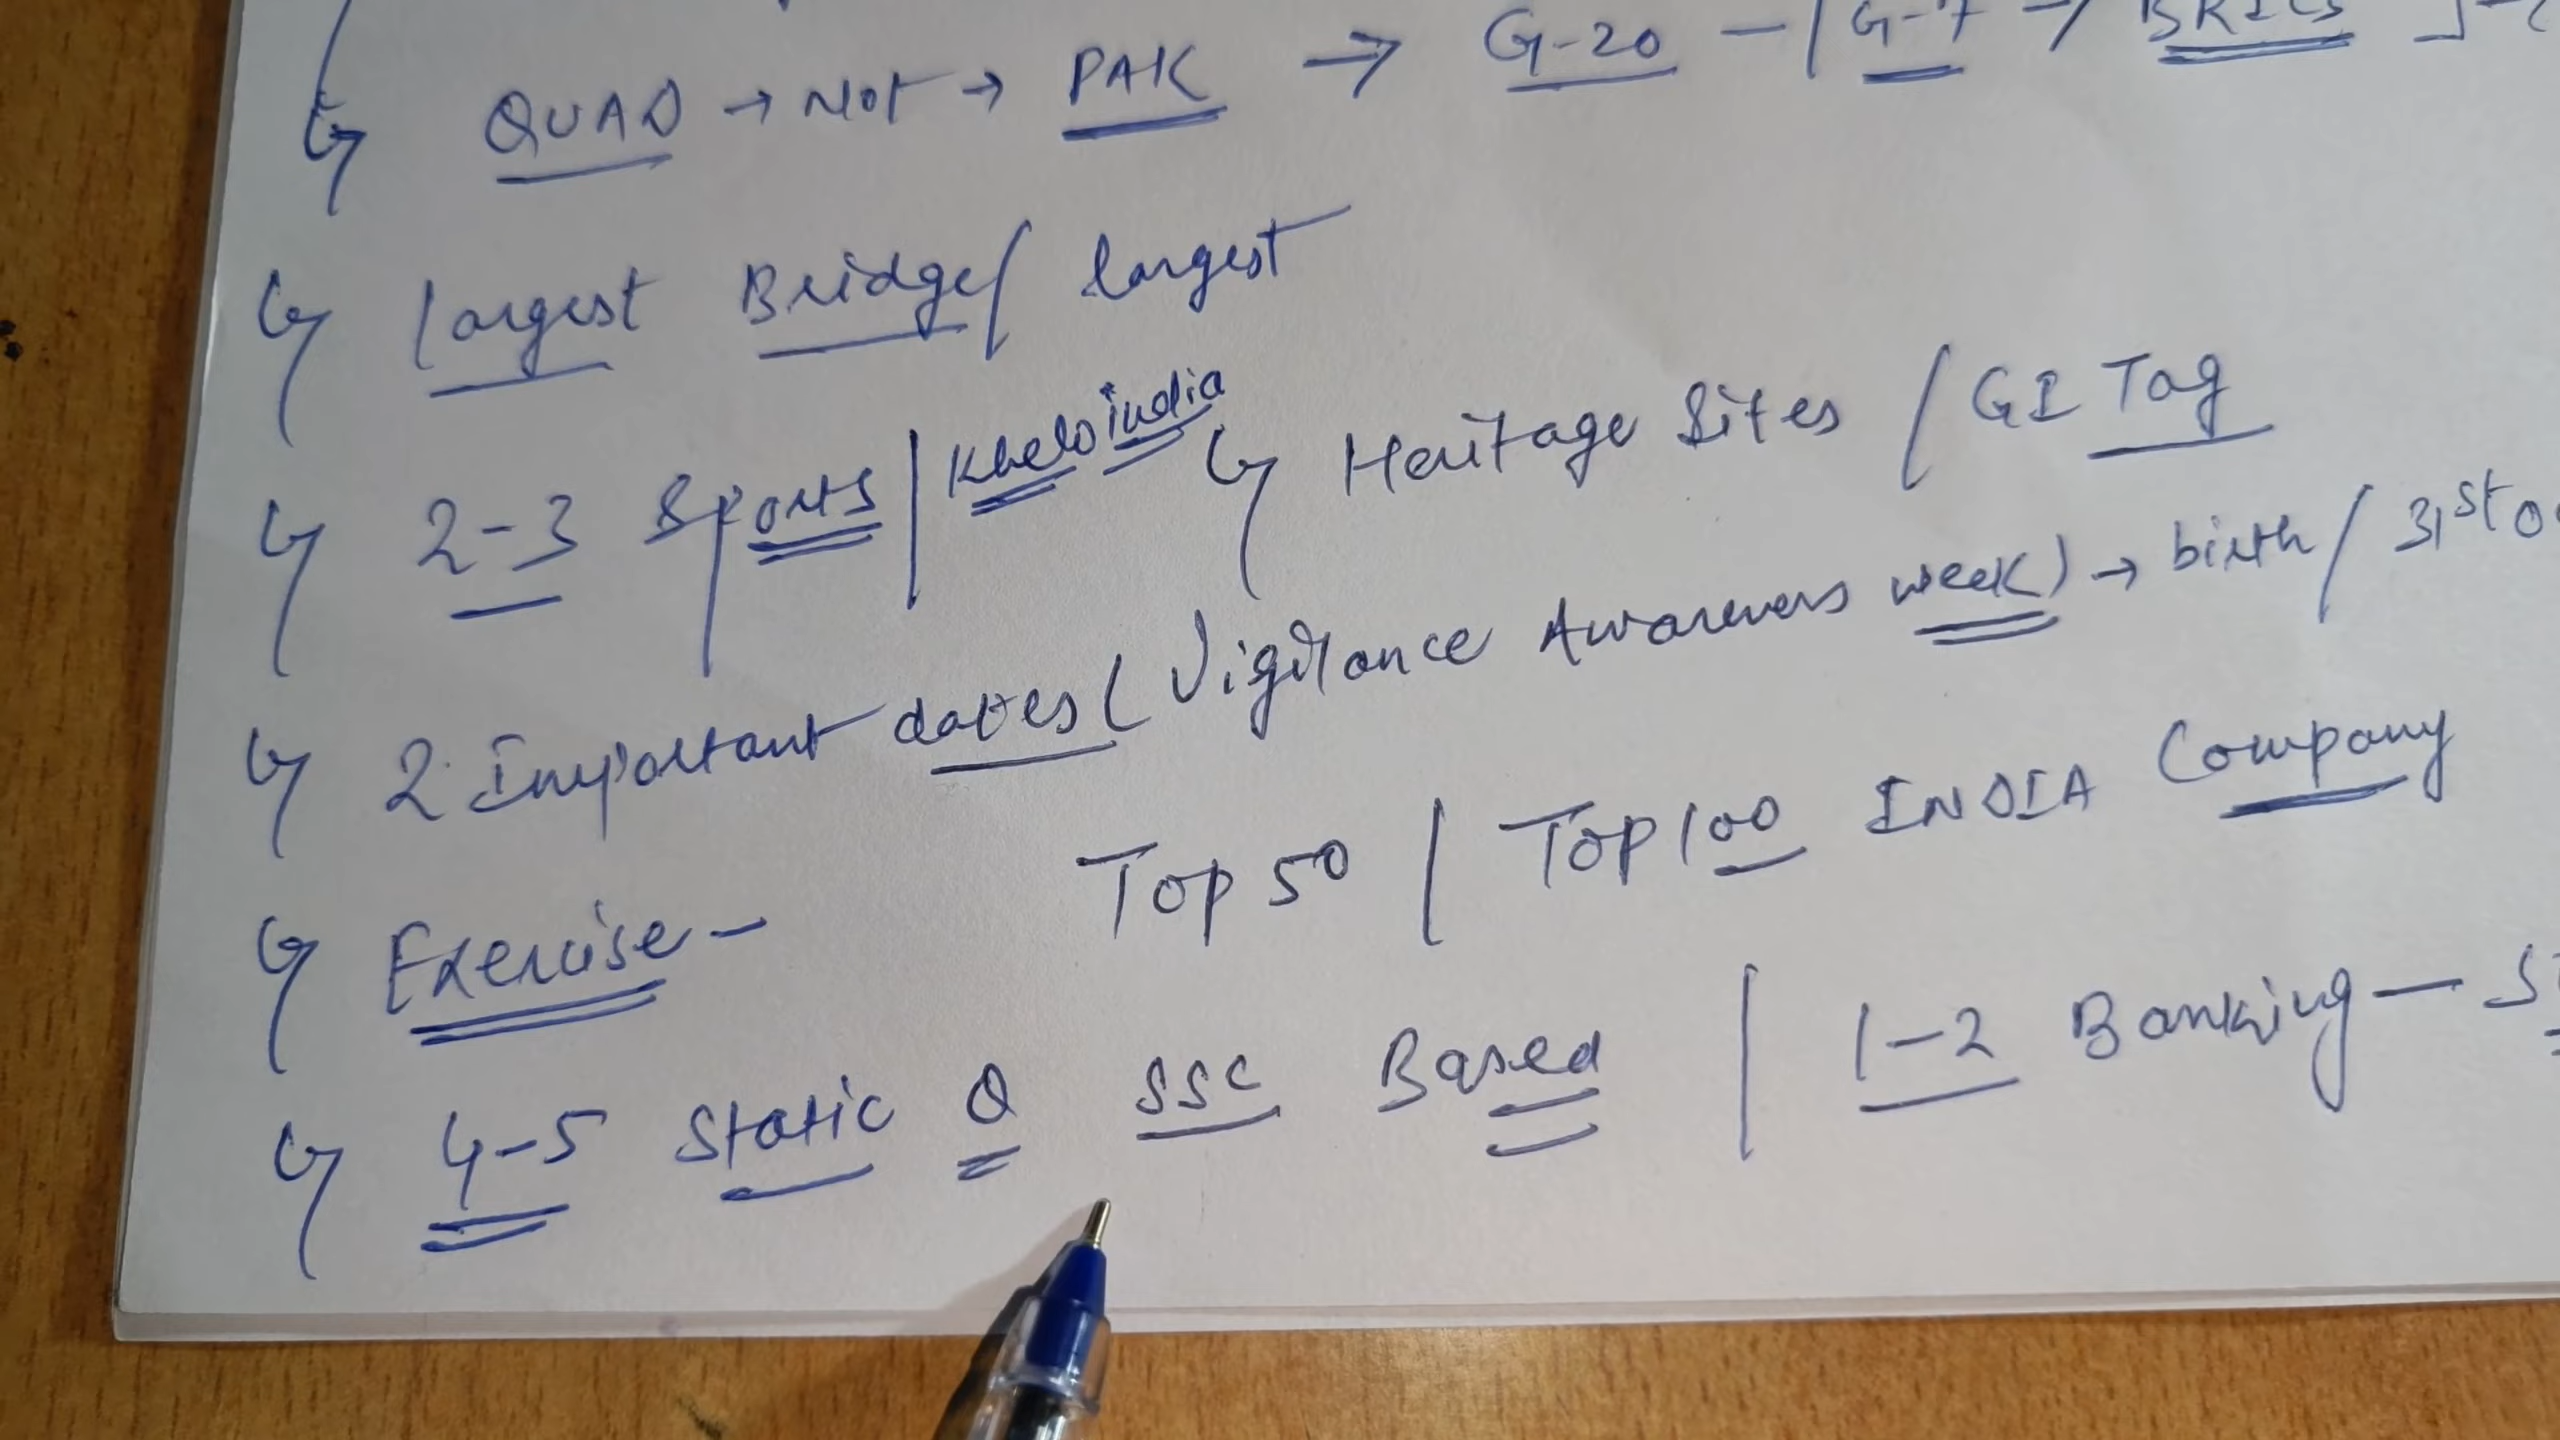 QUAD → Not → PAK → G-20 — / G-7 → / BRICS
largest Bridge / largest
2-3 Sports | Khelo india
Heritage Sites / GI Tag
2 Important dates ( Vigilance Awareness week ) → birth / 31st
Exercise - Top 50 | Top 100 INDIA Company
4-5 Static Q SSC Based | 1-2 Banking —